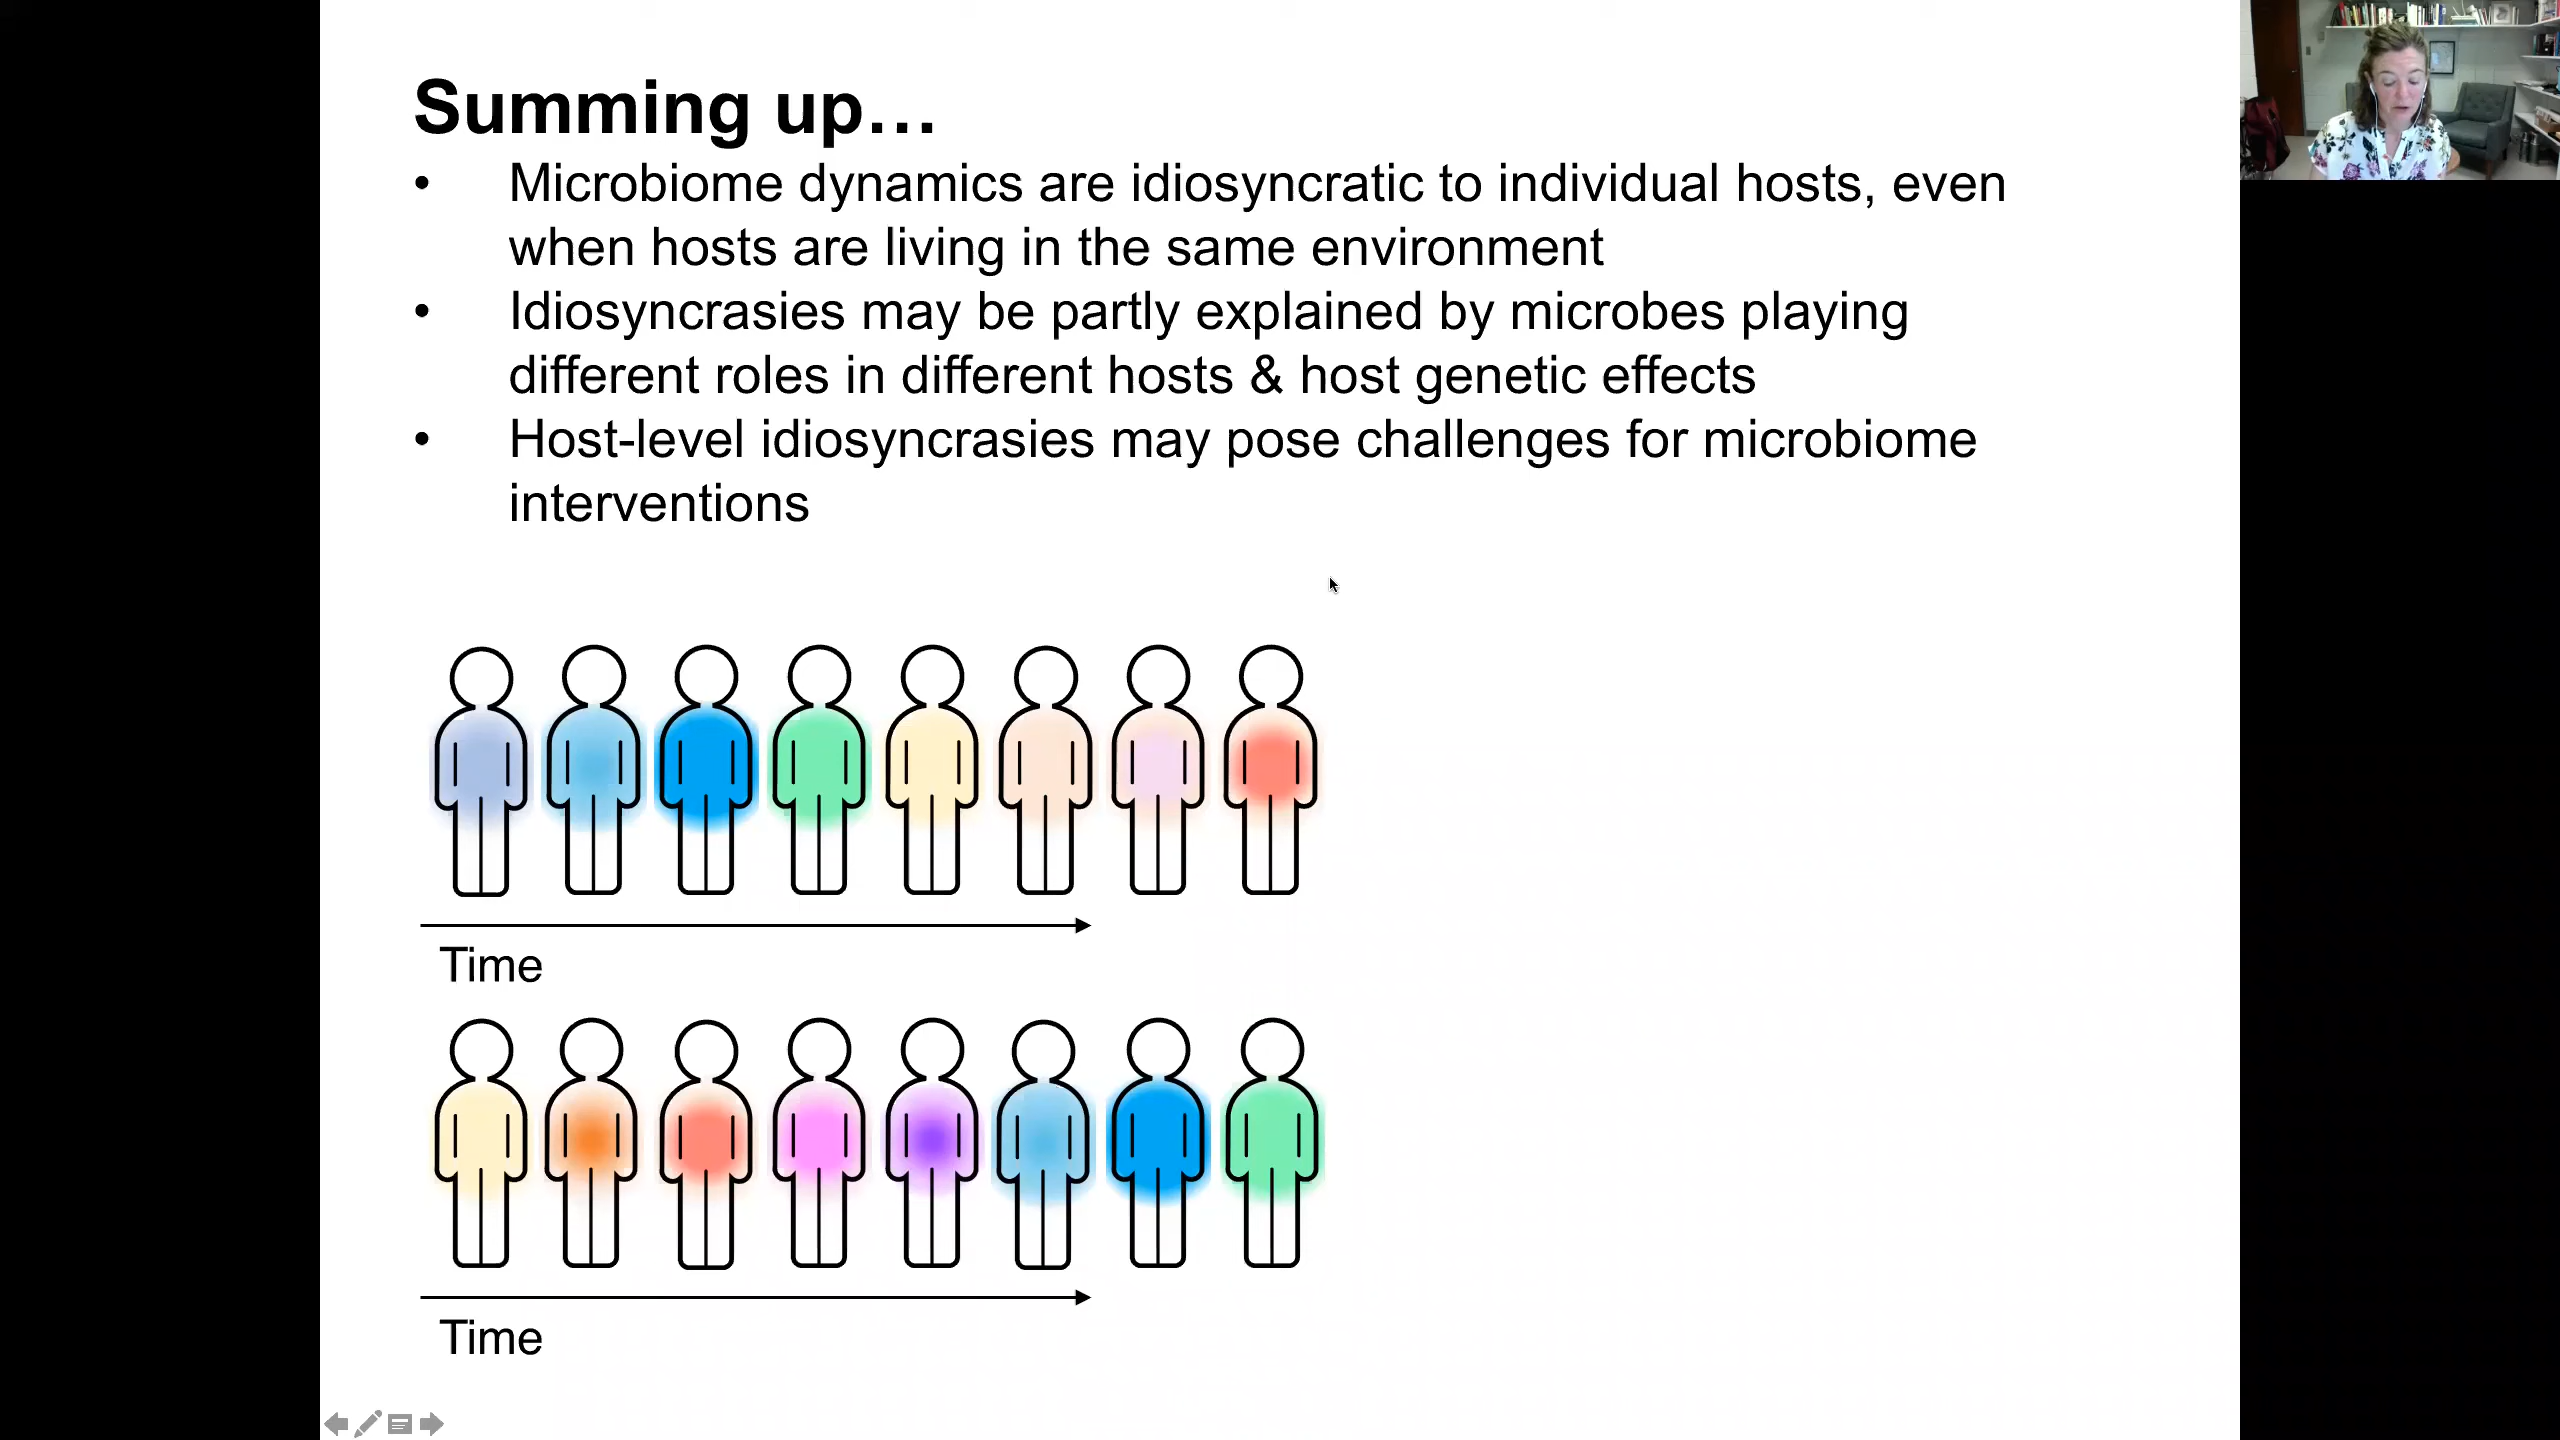 Summing up…
• Microbiome dynamics are idiosyncratic to individual hosts, even
when hosts are living in the same environment
• Idiosyncrasies may be partly explained by microbes playing
different roles in different hosts & host genetic effects
• Host-level idiosyncrasies may pose challenges for microbiome
interventions
Time
Time